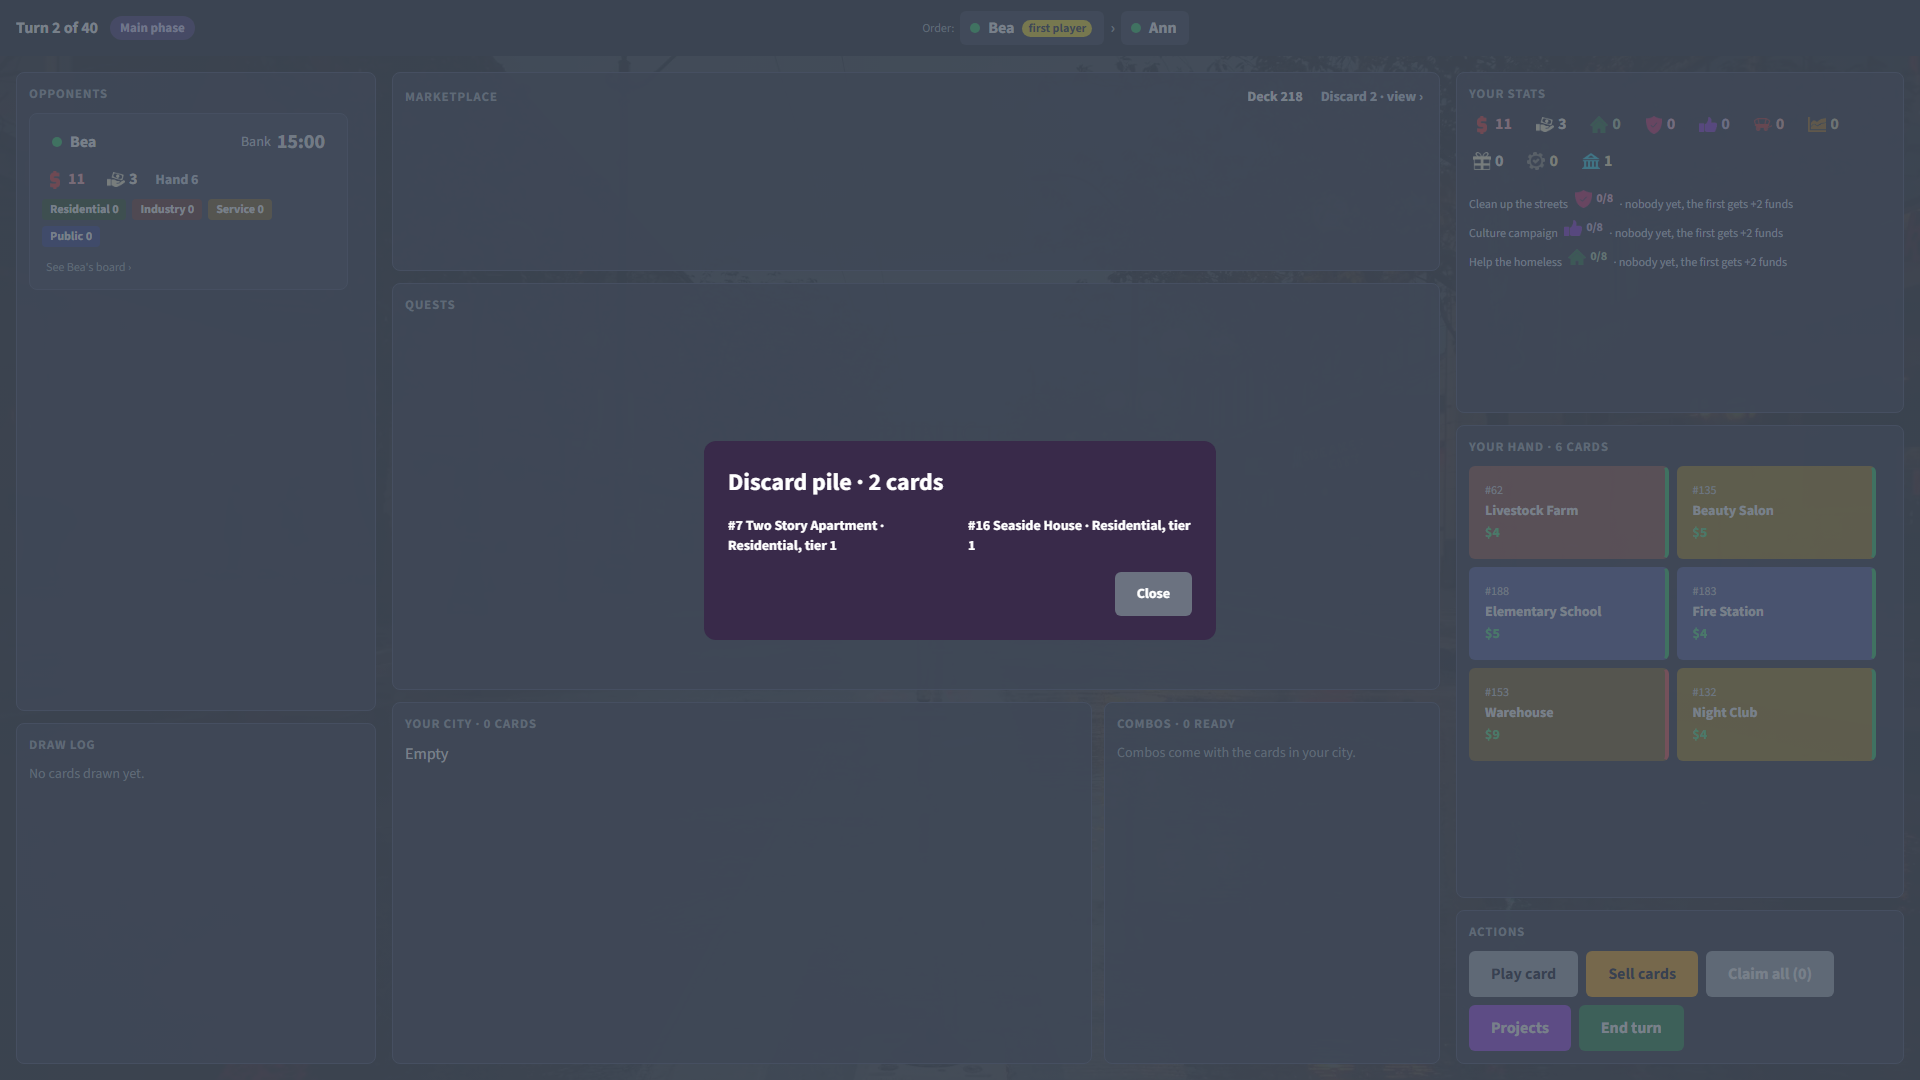 Turn 2 of 40 Main phase
Order: Bea first player › Ann
OPPONENTS
Bea Bank 15:00
11 3 Hand 6
Residential 0 Industry 0 Service 0
Public 0
See Bea's board ›
DRAW LOG
No cards drawn yet.
MARKETPLACE Deck 218 Discard 2 · view ›
QUESTS
Discard pile · 2 cards
#7 Two Story Apartment ·
Residential, tier 1
#16 Seaside House · Residential, tier
1
Close
YOUR CITY · 0 CARDS
Empty
COMBOS · 0 READY
Combos come with the cards in your city.
YOUR STATS
11 3 0 0 0 0 0
0 0 1
Clean up the streets 0/8 · nobody yet, the first gets +2 funds
Culture campaign 0/8 · nobody yet, the first gets +2 funds
Help the homeless 0/8 · nobody yet, the first gets +2 funds
YOUR HAND · 6 CARDS
#62
Livestock Farm
$4
#135
Beauty Salon
$5
#188
Elementary School
$5
#183
Fire Station
$4
#153
Warehouse
$9
#132
Night Club
$4
ACTIONS
Play card Sell cards Claim all (0)
Projects End turn